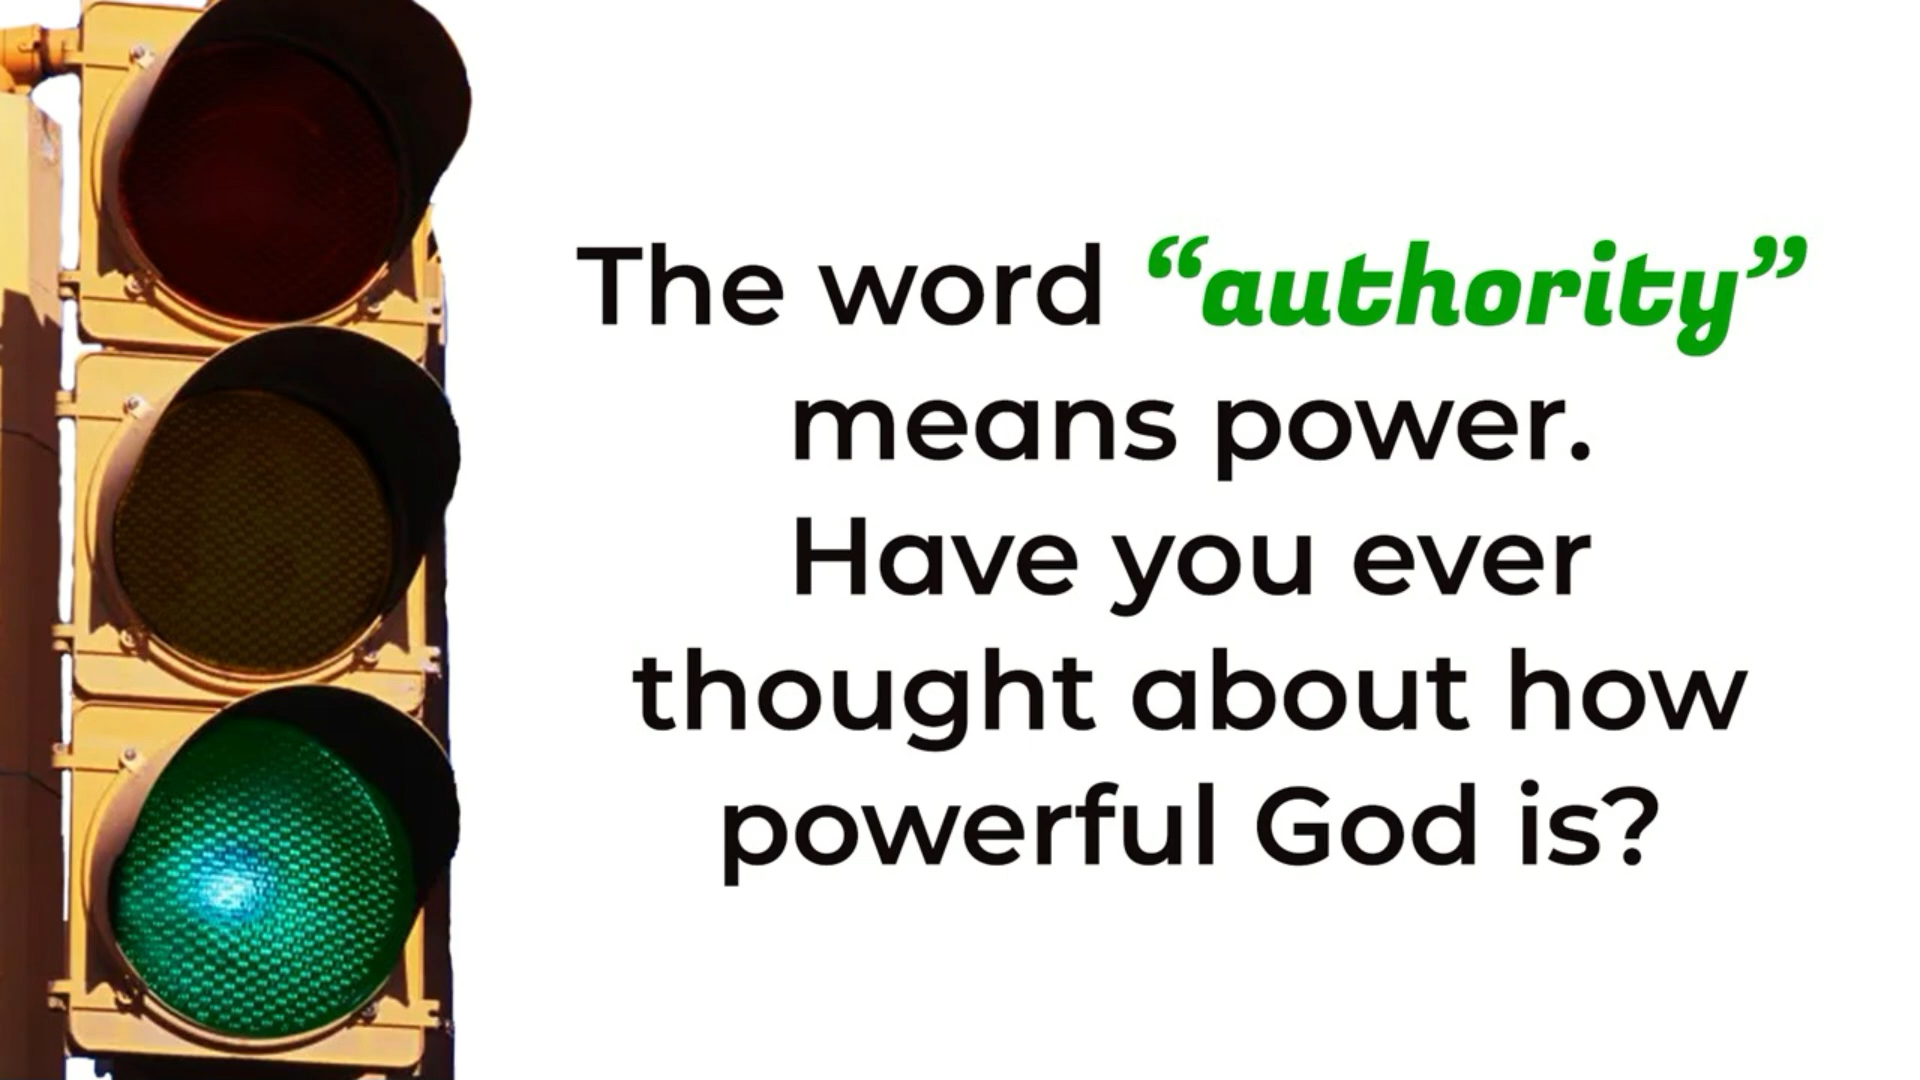 The word “authority”
means power.
Have you ever
thought about how
powerful God is?